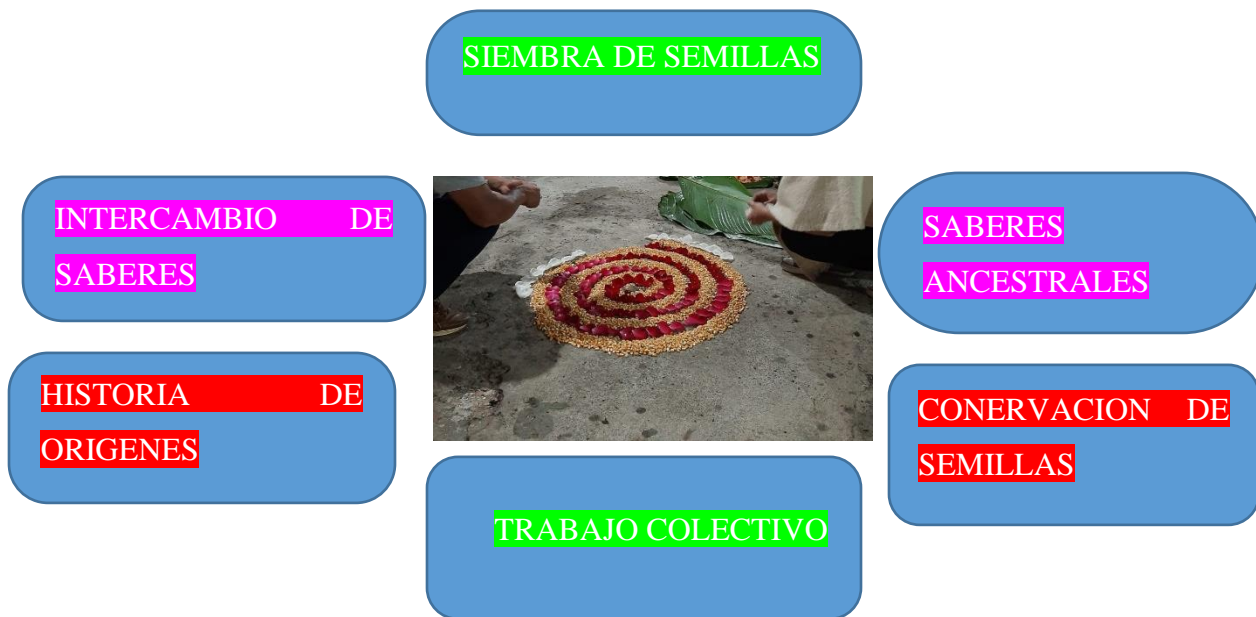 SIEMBRA DE SEMILLAS
INTERCAMBIO DE
SABERES
SABERES
ANCESTRALES
HISTORIA DE
ORIGENES
CONERVACION DE
SEMILLAS
TRABAJO COLECTIVO